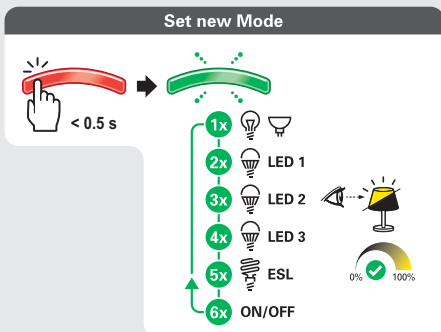 Set new Mode
< 0.5 s
1x
2x LED 1
3x LED 2
4x LED 3
5x ESL
6x ON/OFF
0% 100%